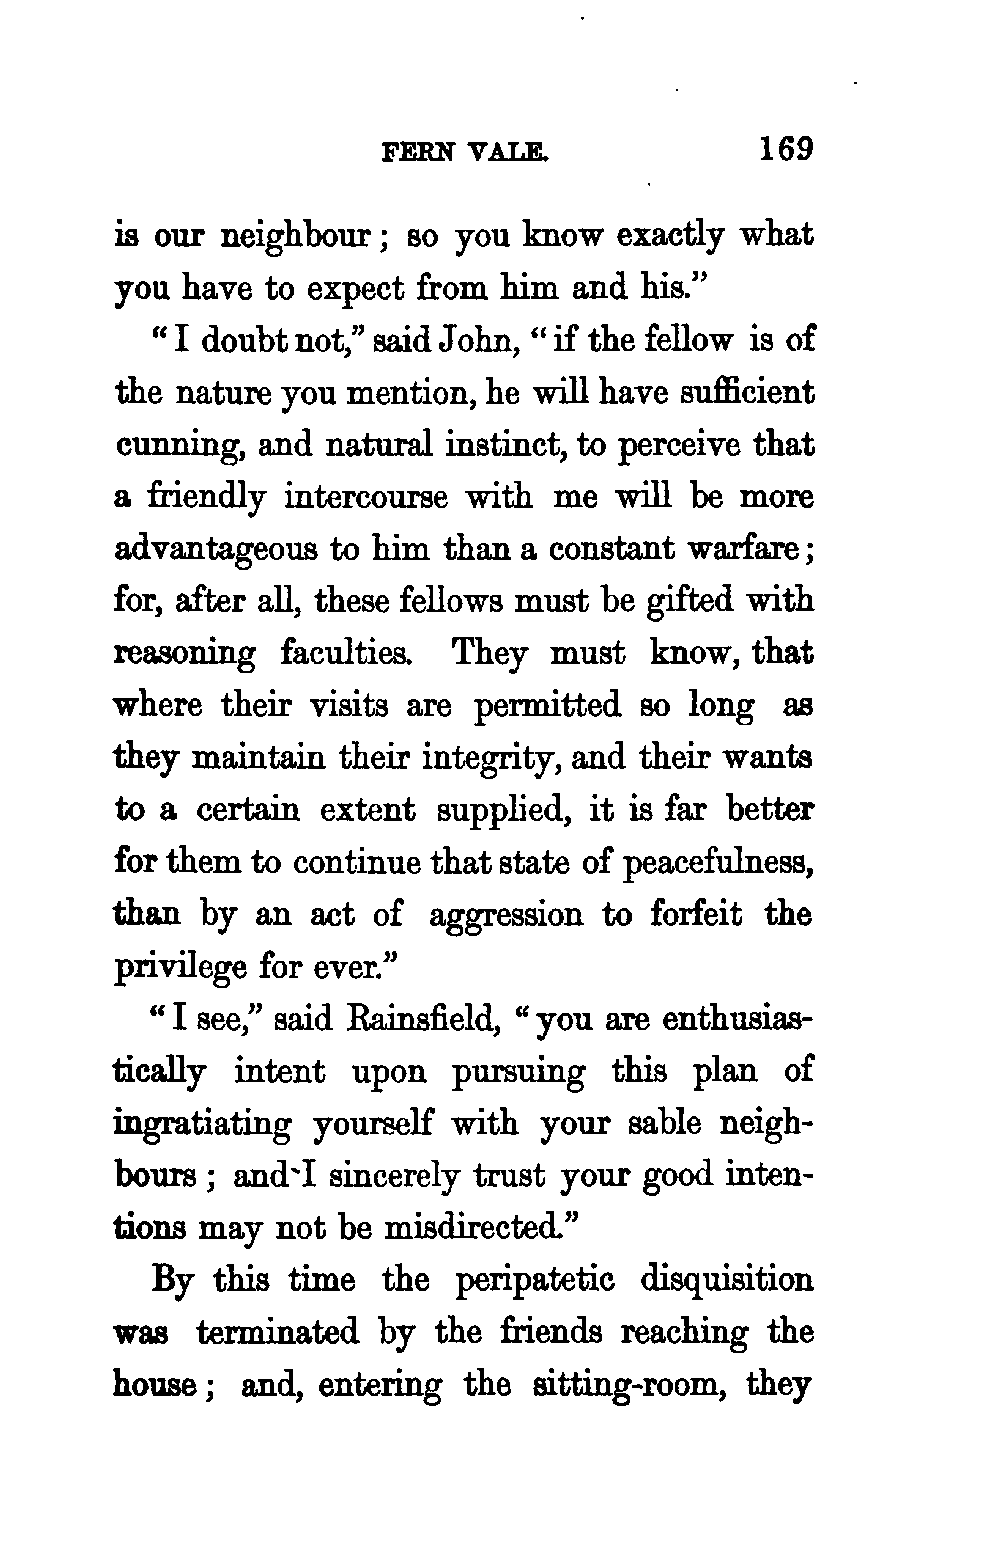 FERN VALE. 169
is our neighbour; so you know exactly what
you have to expect from him and his.”
“I doubt not,” said John, “if the fellow is of
the nature you mention, he will have sufficient
cunning, and natural instinct, to perceive that
a friendly intercourse with me will be more
advantageous to him than a constant warfare;
for, after all, these fellows must be gifted with
reasoning faculties. They must know, that
where their visits are permitted so long as
they maintain their integrity, and their wants
to a certain extent supplied, it is far better
for them to continue that state of peacefulness,
than by an act of aggression to forfeit the
privilege for ever.”
“I see,” said Rainsfield, “you are enthusias-
tically intent upon pursuing this plan of
ingratiating yourself with your sable neigh-
bours; and I sincerely trust your good inten-
tions may not be misdirected.”
By this time the peripatetic disquisition
was terminated by the friends reaching the
house; and, entering the sitting-room, they